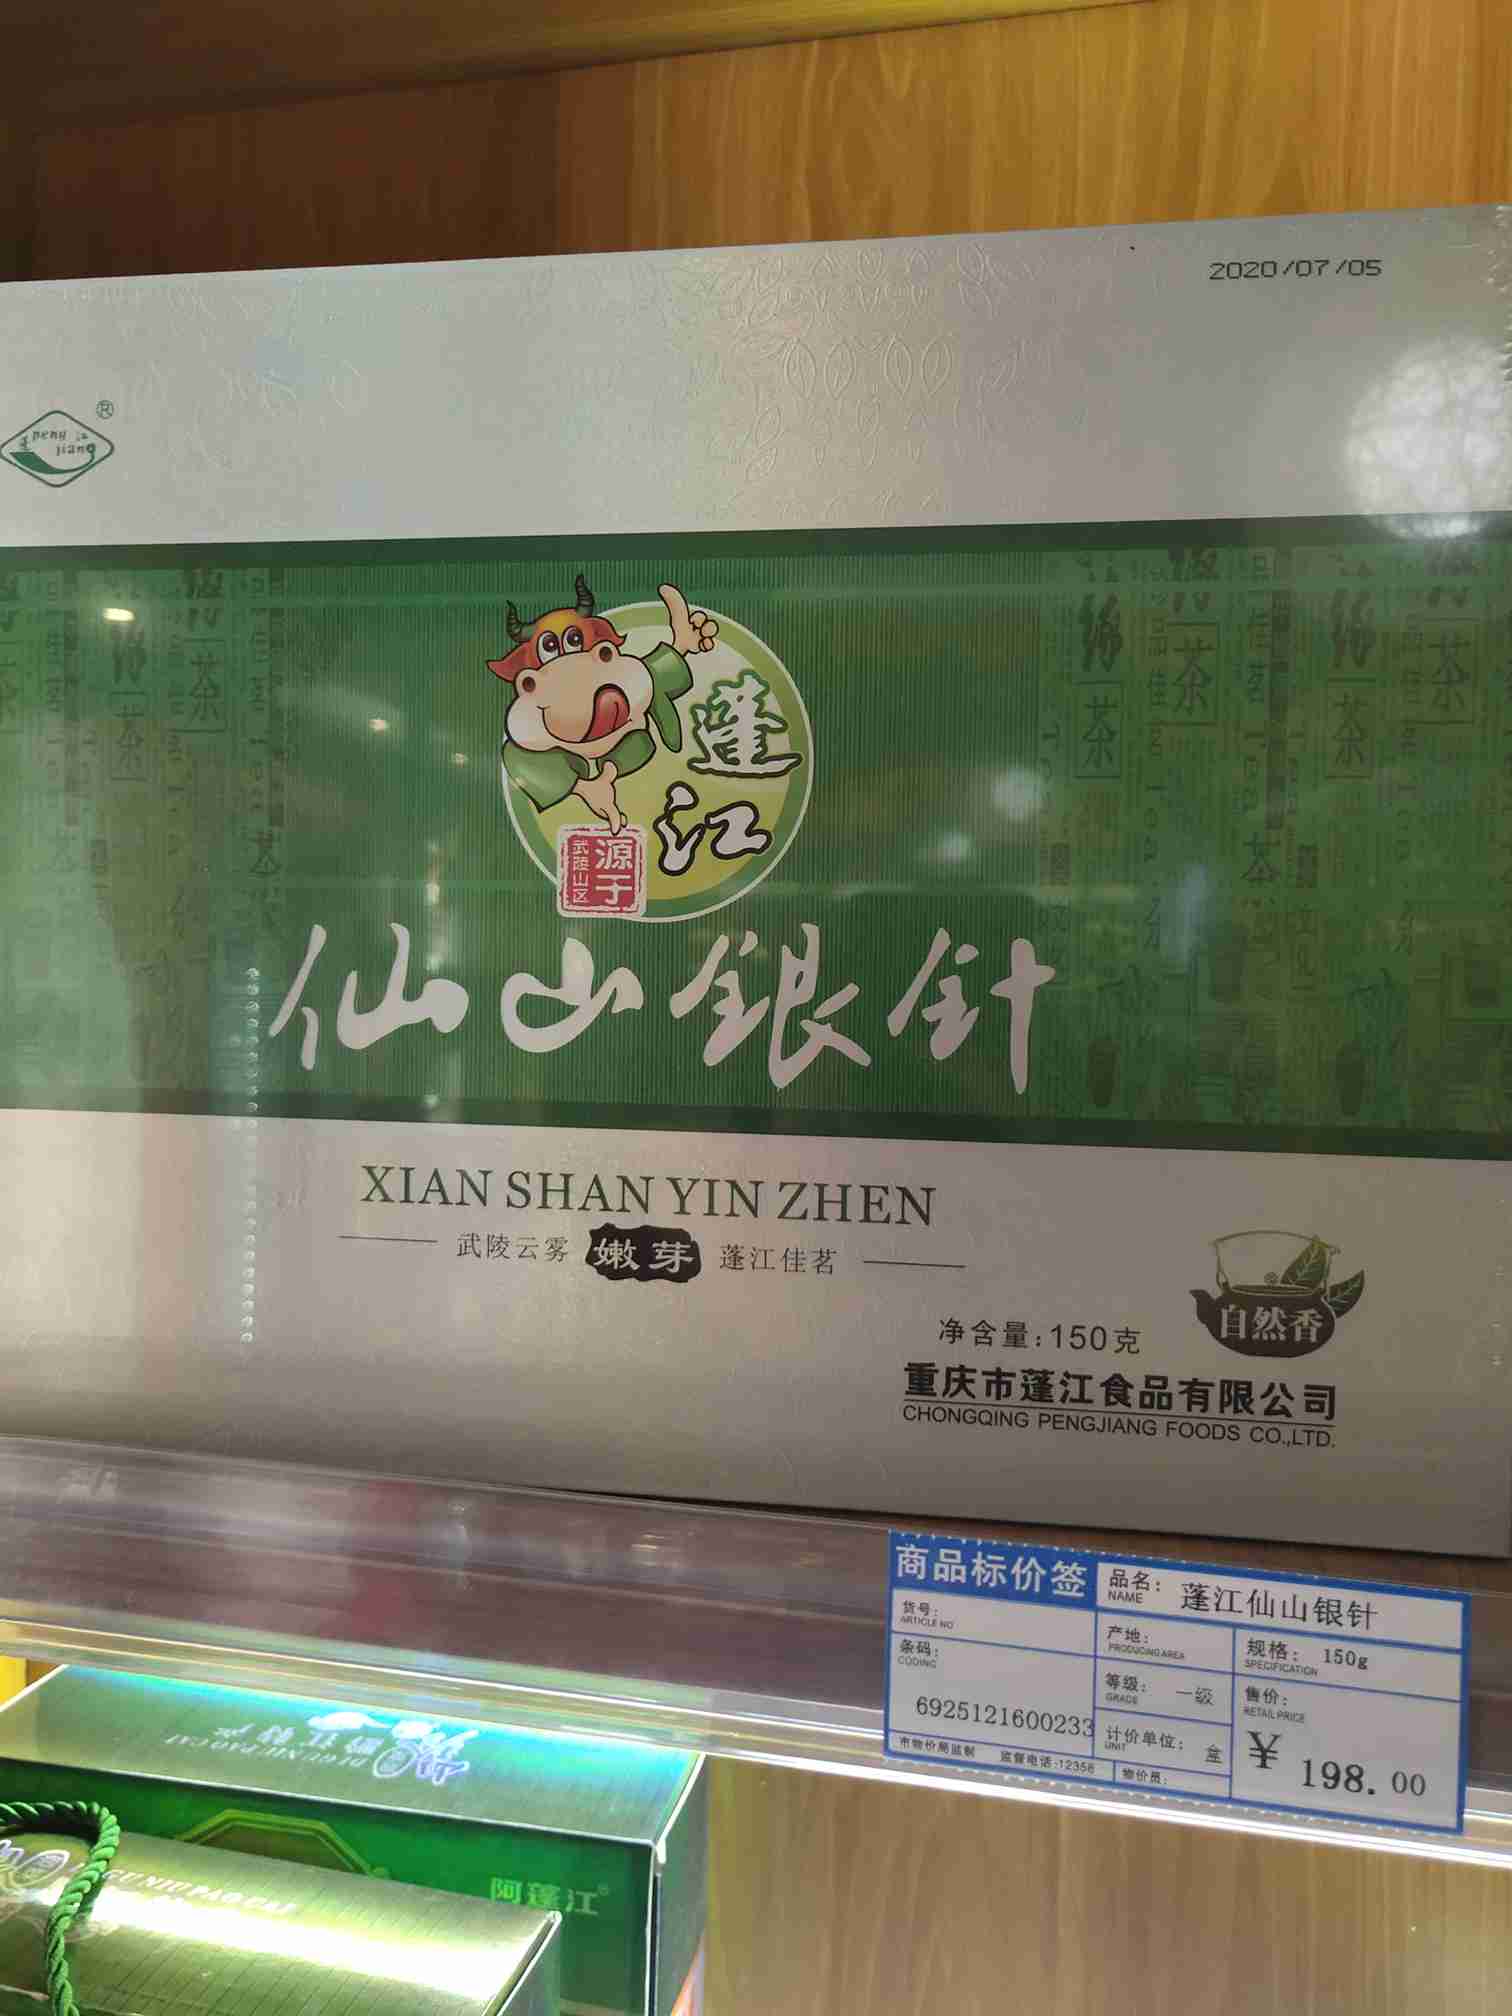 2020/07/05
peng 江
蓬 jiang
®
蓬江
源于
武陵山区
仙山银针
XIAN SHAN YIN ZHEN
武陵云雾 嫩芽 蓬江佳茗
自然香
净含量:150克
重庆市蓬江食品有限公司
CHONGQING PENGJIANG FOODS CO.,LTD.
商品标价签
品名: 蓬江仙山银针
NAME
货号:
ARTICLE NO
产地:
PRODUCING AREA
规格: 150g
SPECIFICATION
条码:
CODING
6925121600233
等级: 一级
GRADE
售价:
RETAIL PRICE
¥ 198.00
计价单位: 盒
UNIT
市物价局监制 监督电话:12358
物价员:
阿蓬江®